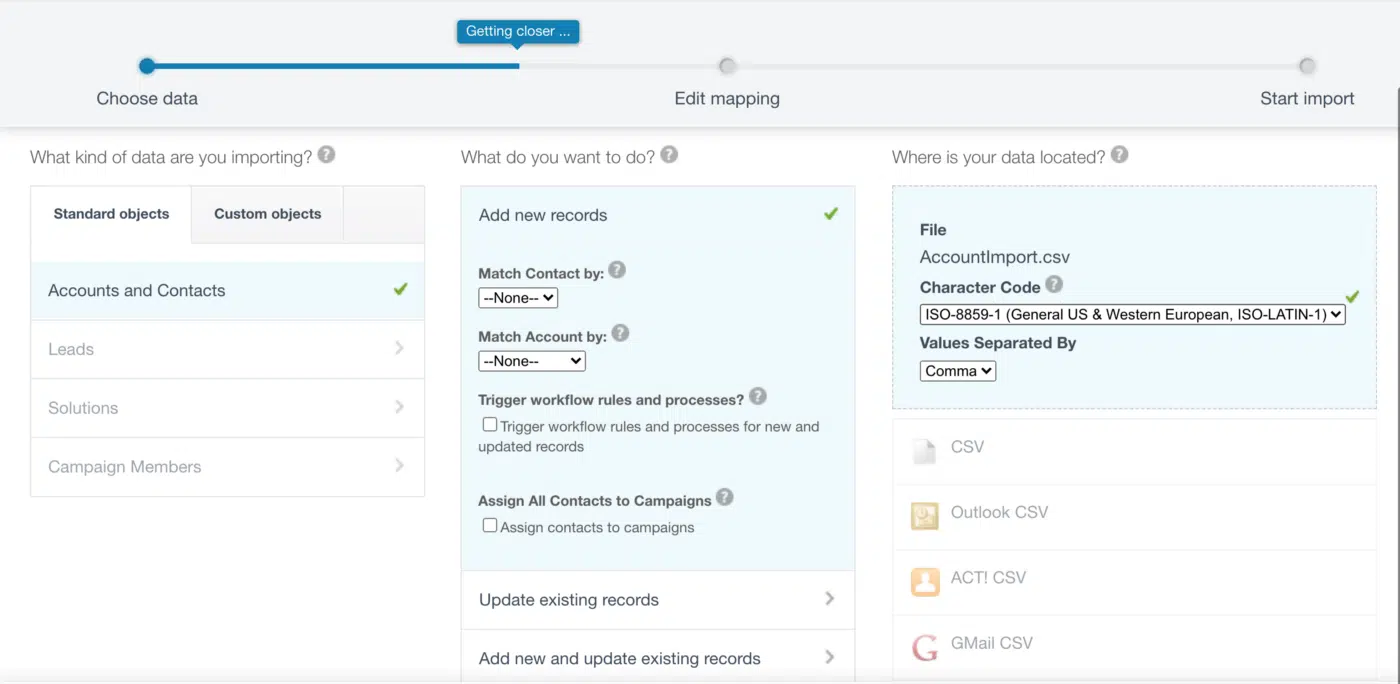 Getting closer ...
Choose data
Edit mapping
Start import
What kind of data are you importing? ?
Standard objects
Custom objects
Accounts and Contacts
Leads
Solutions
Campaign Members
What do you want to do? ?
Add new records
Match Contact by: ?
--None--
Match Account by: ?
--None--
Trigger workflow rules and processes? ?
Trigger workflow rules and processes for new and
updated records
Assign All Contacts to Campaigns ?
Assign contacts to campaigns
Update existing records
Add new and update existing records
Where is your data located? ?
File
AccountImport.csv
Character Code ?
ISO-8859-1 (General US & Western European, ISO-LATIN-1)
Values Separated By
Comma
CSV
Outlook CSV
ACT! CSV
G GMail CSV